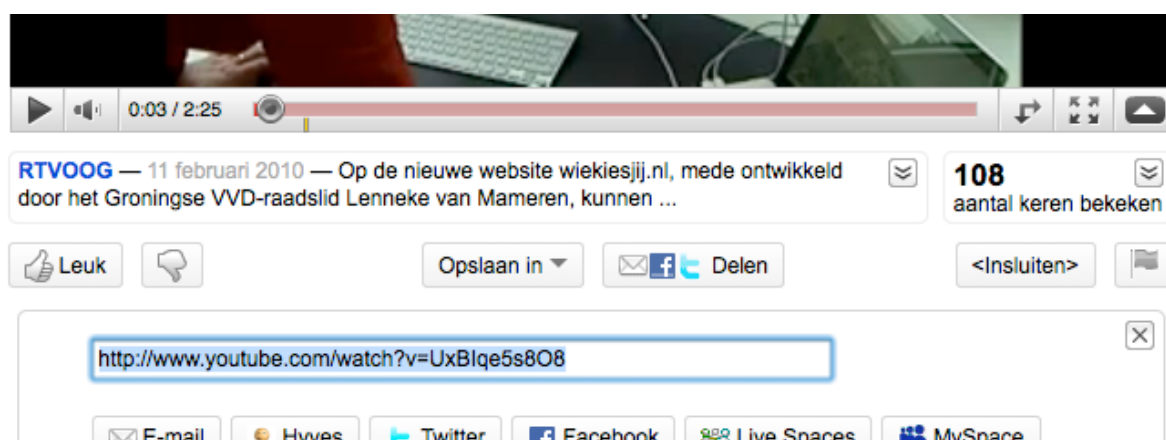 0:03 / 2:25
RTVOOG — 11 februari 2010 — Op de nieuwe website wiekiesjij.nl, mede ontwikkeld
door het Groningse VVD-raadslid Lenneke van Mameren, kunnen ...
108
aantal keren bekeken
Leuk
Opslaan in
Delen
<Insluiten>
http://www.youtube.com/watch?v=UxBIqe5s8O8
E-mail
Hyves
Twitter
Facebook
Live Spaces
MySpace